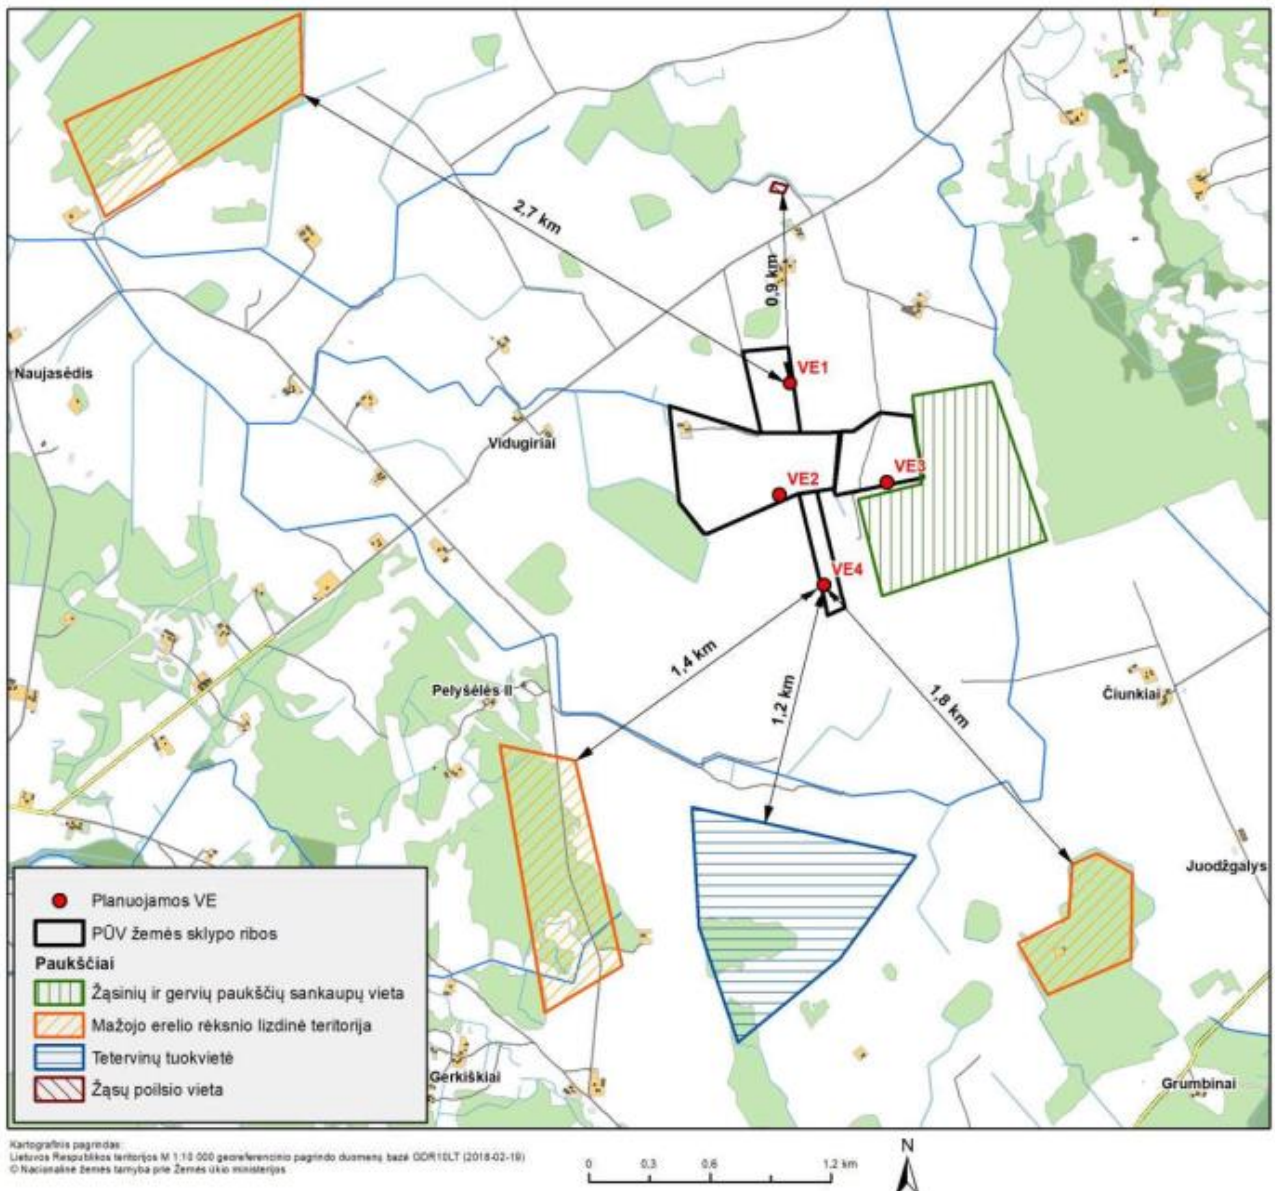 2,7 km
0,9 km
VE1
Naujasėdis
Vidugiriai
VE3
VE2
VE4
1,4 km
1,2 km
1,8 km
Pelyšėlės II
Čiunkiai
Juodžgalys
Planuojamos VE
PŪV žemės sklypo ribos
Paukščiai
Žąsinių ir gervių paukščių sankaupų vieta
Mažojo erelio rėksnio lizdinė teritorija
Tetervinų tuokvietė
Žąsų poilsio vieta
Gerkiškiai
Grumbinai
Kartografinis pagrindas:
Lietuvos Respublikos teritorijos M 1:10 000 georeferencinio pagrindo duomenų bazė GDR10LT (2018-02-19)
© Nacionalinė žemės tarnyba prie Žemės ūkio ministerijos
0 0,3 0,6 1,2 km
N